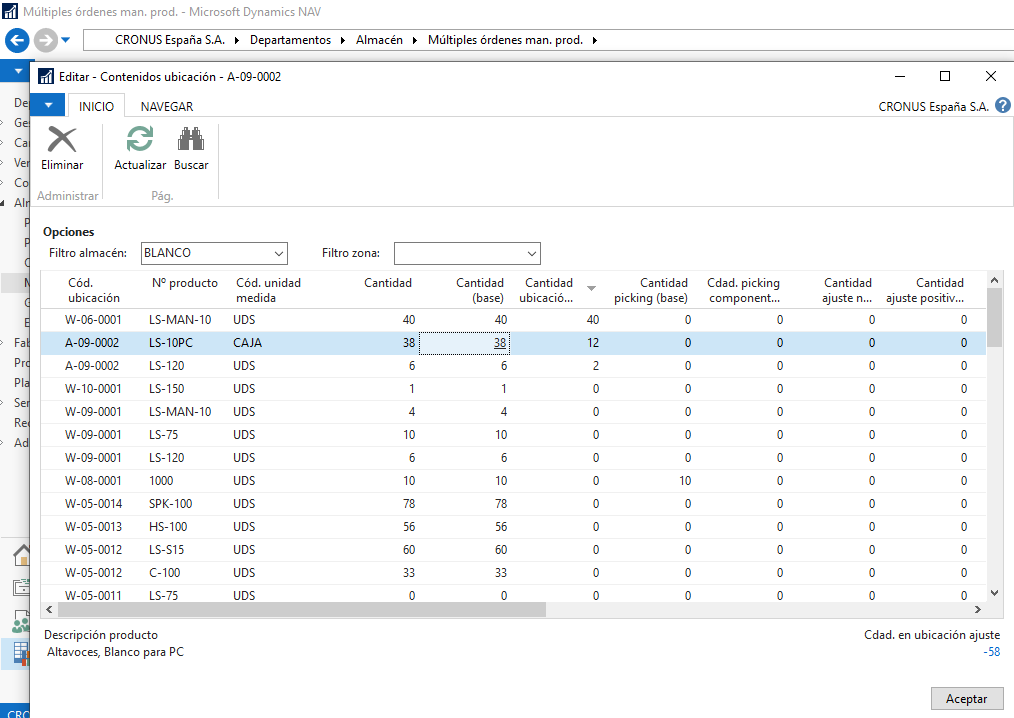 Múltiples órdenes man. prod. - Microsoft Dynamics NAV
CRONUS España S.A. Departamentos Almacén Múltiples órdenes man. prod.
Editar - Contenidos ubicación - A-09-0002
INICIO NAVEGAR CRONUS España S.A.
Eliminar Actualizar Buscar
Administrar Pág.
Opciones
Filtro almacén: BLANCO Filtro zona:
Cód. ubicación Nº producto Cód. unidad medida Cantidad Cantidad (base) Cantidad ubicació... Cantidad picking (base) Cdad. picking component... Cantidad ajuste n... Cantidad ajuste positiv...
W-06-0001 LS-MAN-10 UDS 40 40 40 0 0 0 0
A-09-0002 LS-10PC CAJA 38 38 12 0 0 0 0
A-09-0002 LS-120 UDS 6 6 2 0 0 0 0
W-10-0001 LS-150 UDS 1 1 0 0 0 0 0
W-09-0001 LS-MAN-10 UDS 4 4 0 0 0 0 0
W-09-0001 LS-75 UDS 10 10 0 0 0 0 0
W-09-0001 LS-120 UDS 6 6 0 0 0 0 0
W-08-0001 1000 UDS 10 10 0 10 0 0 0
W-05-0014 SPK-100 UDS 78 78 0 0 0 0 0
W-05-0013 HS-100 UDS 56 56 0 0 0 0 0
W-05-0012 LS-S15 UDS 60 60 0 0 0 0 0
W-05-0012 C-100 UDS 33 33 0 0 0 0 0
W-05-0011 LS-75 UDS 0 0 0 0 0 0 0
Descripción producto Cdad. en ubicación ajuste
Altavoces, Blanco para PC -58
Aceptar